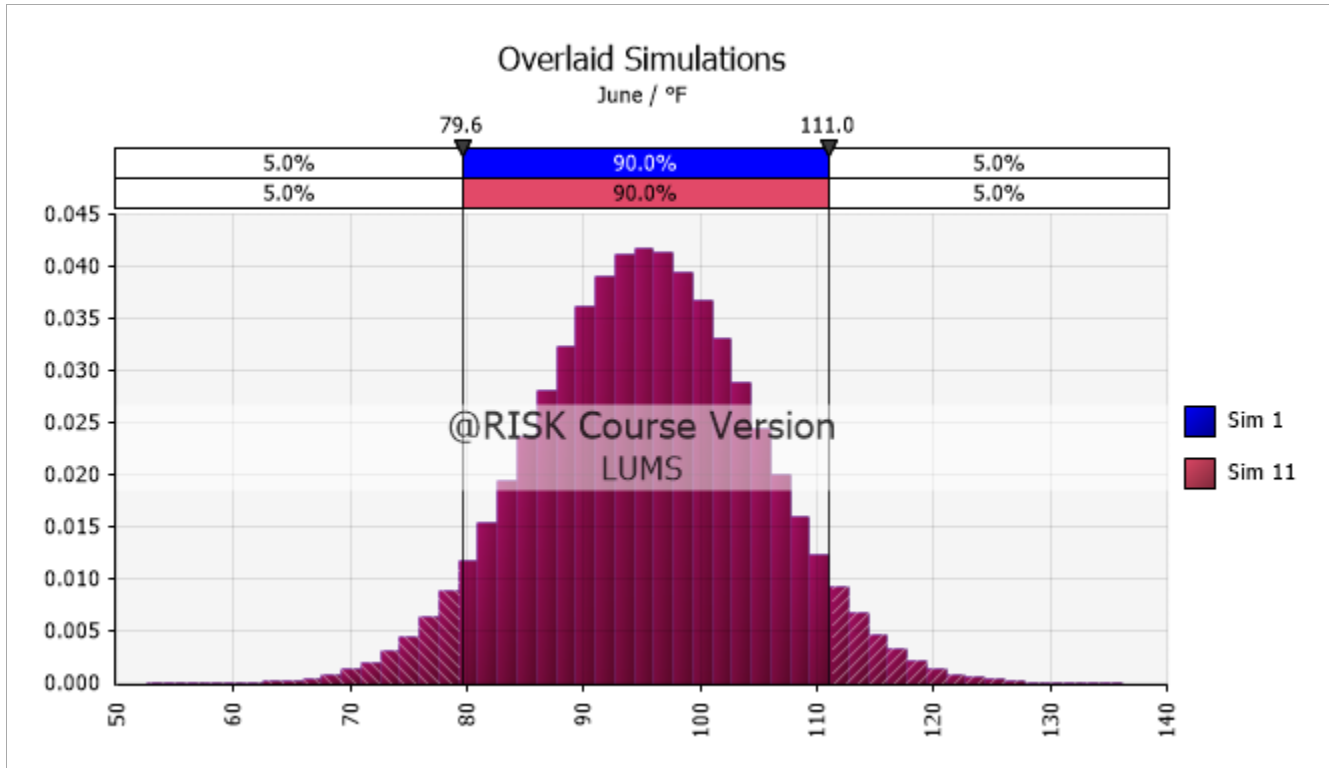 Overlaid Simulations
June / °F
79.6 111.0
5.0% 90.0% 5.0%
5.0% 90.0% 5.0%
0.045
0.040
0.035
0.030
0.025
0.020
0.015
0.010
0.005
0.000
@RISK Course Version
LUMS
Sim 1
Sim 11
50 60 70 80 90 100 110 120 130 140